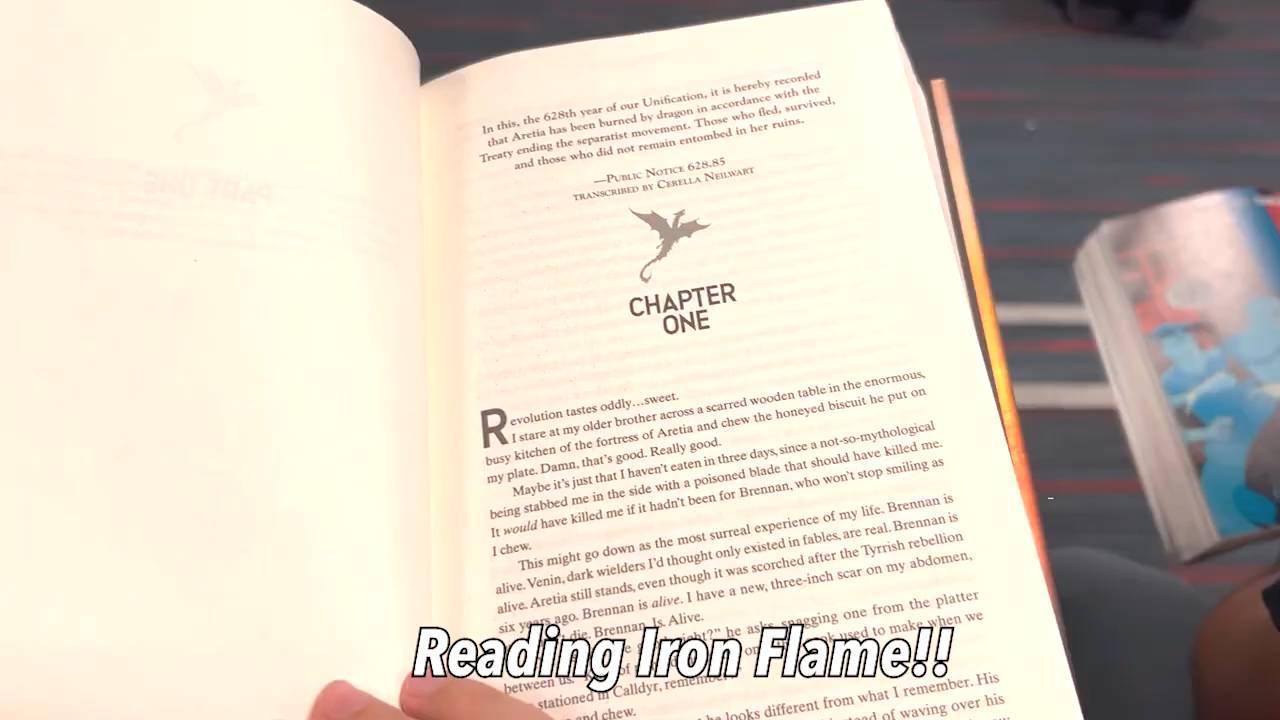 In this, the 628th year of our Unification, it is hereby recorded
that Aretia has been burned by dragon in accordance with the
Treaty ending the separatist movement. Those who fled, survived,
and those who did not remain entombed in her ruins.
—Public Notice 628.85
transcribed by Cerella Neilwart
CHAPTER
ONE
Revolution tastes oddly…sweet.
I stare at my older brother across a scarred wooden table in the enormous,
busy kitchen of the fortress of Aretia and chew the honeyed biscuit he put on
my plate. Damn, that's good. Really good.
Maybe it's just that I haven't eaten in three days, since a not-so-mythological
being stabbed me in the side with a poisoned blade that should have killed me.
It would have killed me if it hadn't been for Brennan, who won't stop smiling as
I chew.
This might go down as the most surreal experience of my life. Brennan is
alive. Venin, dark wielders I'd thought only existed in fables, are real. Brennan is
alive. Aretia still stands, even though it was scorched after the Tyrrish rebellion
six years ago. Brennan is alive. I have a new, three-inch scar on my abdomen,
die. Brennan. Is. Alive.
he asks, snagging one from the platter
used to make when we
between us.
stationed in Calldyr, remember
and chew.
he looks different from what I remember. His
of waving over his
Reading Iron Flame!!